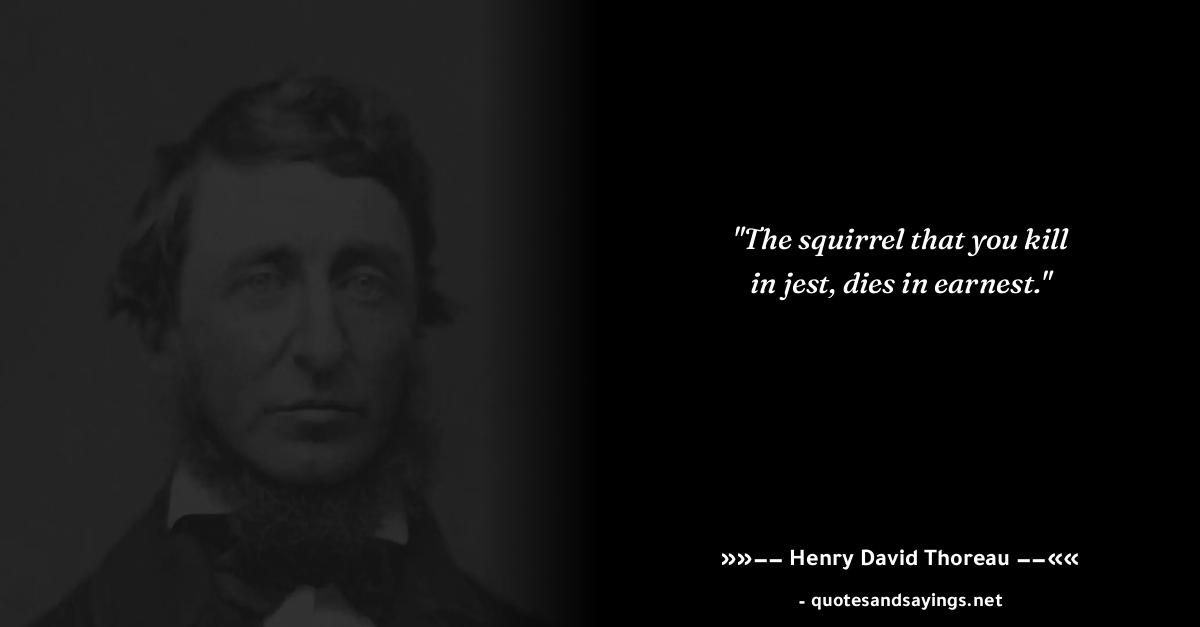 "The squirrel that you kill
in jest, dies in earnest."
»»–– Henry David Thoreau ––««
- quotesandsayings.net